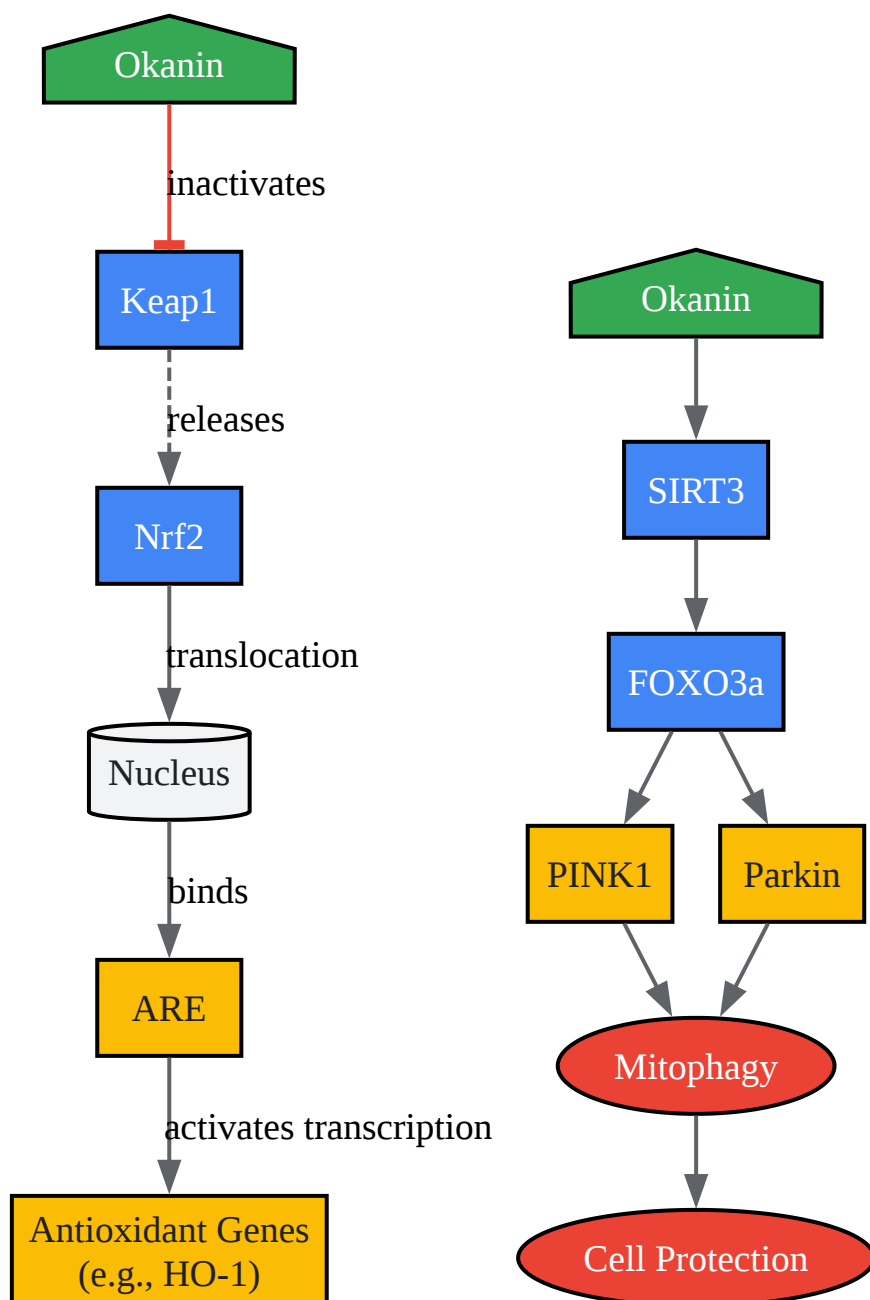 Okanin
inactivates
Keap1
releases
Nrf2
translocation
Nucleus
binds
ARE
activates transcription
Antioxidant Genes
(e.g., HO-1)
Okanin
SIRT3
FOXO3a
PINK1
Parkin
Mitophagy
Cell Protection